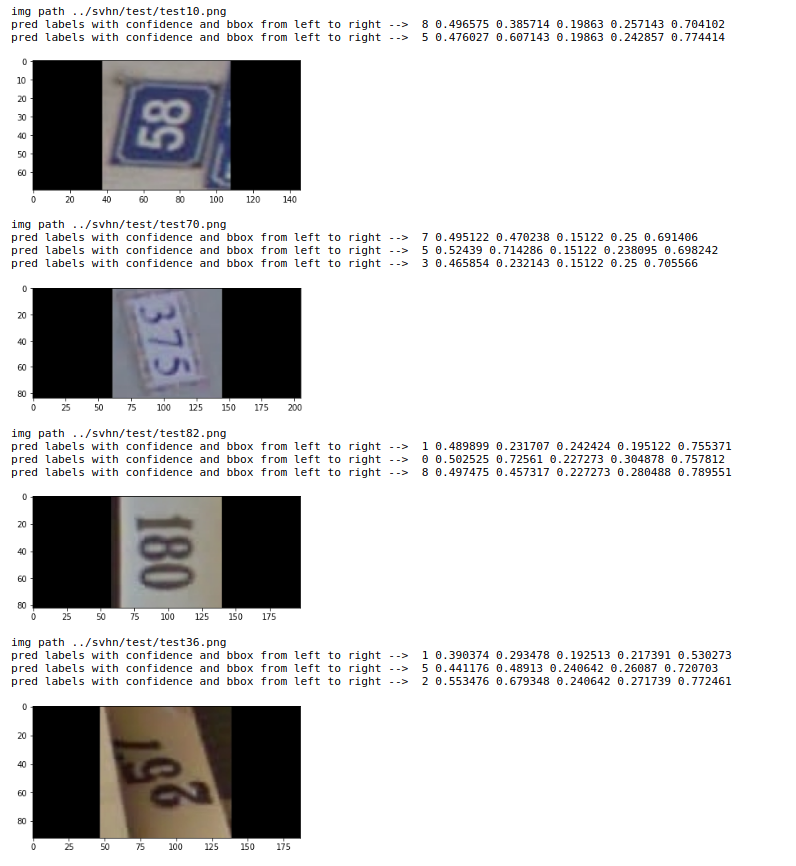 img path ../svhn/test/test10.png
pred labels with confidence and bbox from left to right -->  8 0.496575 0.385714 0.19863 0.257143 0.704102
pred labels with confidence and bbox from left to right -->  5 0.476027 0.607143 0.19863 0.242857 0.774414
0
10
20
30
40
50
60
58
0 20 40 60 80 100 120 140
img path ../svhn/test/test70.png
pred labels with confidence and bbox from left to right -->  7 0.495122 0.470238 0.15122 0.25 0.691406
pred labels with confidence and bbox from left to right -->  5 0.52439 0.714286 0.15122 0.238095 0.698242
pred labels with confidence and bbox from left to right -->  3 0.465854 0.232143 0.15122 0.25 0.705566
0
20
40
60
80
375
0 25 50 75 100 125 150 175 200
img path ../svhn/test/test82.png
pred labels with confidence and bbox from left to right -->  1 0.489899 0.231707 0.242424 0.195122 0.755371
pred labels with confidence and bbox from left to right -->  0 0.502525 0.72561 0.227273 0.304878 0.757812
pred labels with confidence and bbox from left to right -->  8 0.497475 0.457317 0.227273 0.280488 0.789551
0
20
40
60
80
180
0 25 50 75 100 125 150 175
img path ../svhn/test/test36.png
pred labels with confidence and bbox from left to right -->  1 0.390374 0.293478 0.192513 0.217391 0.530273
pred labels with confidence and bbox from left to right -->  5 0.441176 0.48913 0.240642 0.26087 0.720703
pred labels with confidence and bbox from left to right -->  2 0.553476 0.679348 0.240642 0.271739 0.772461
0
20
40
60
80
152
0 25 50 75 100 125 150 175